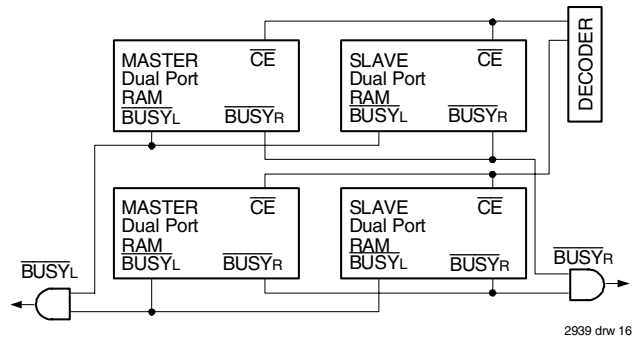 MASTER
Dual Port
RAM
CE
BUSYL
BUSYR
SLAVE
Dual Port
RAM
CE
BUSYL
BUSYR
DECODER
MASTER
Dual Port
RAM
CE
BUSYL
BUSYR
SLAVE
Dual Port
RAM
CE
BUSYL
BUSYR
BUSYL
BUSYR
2939 drw 16